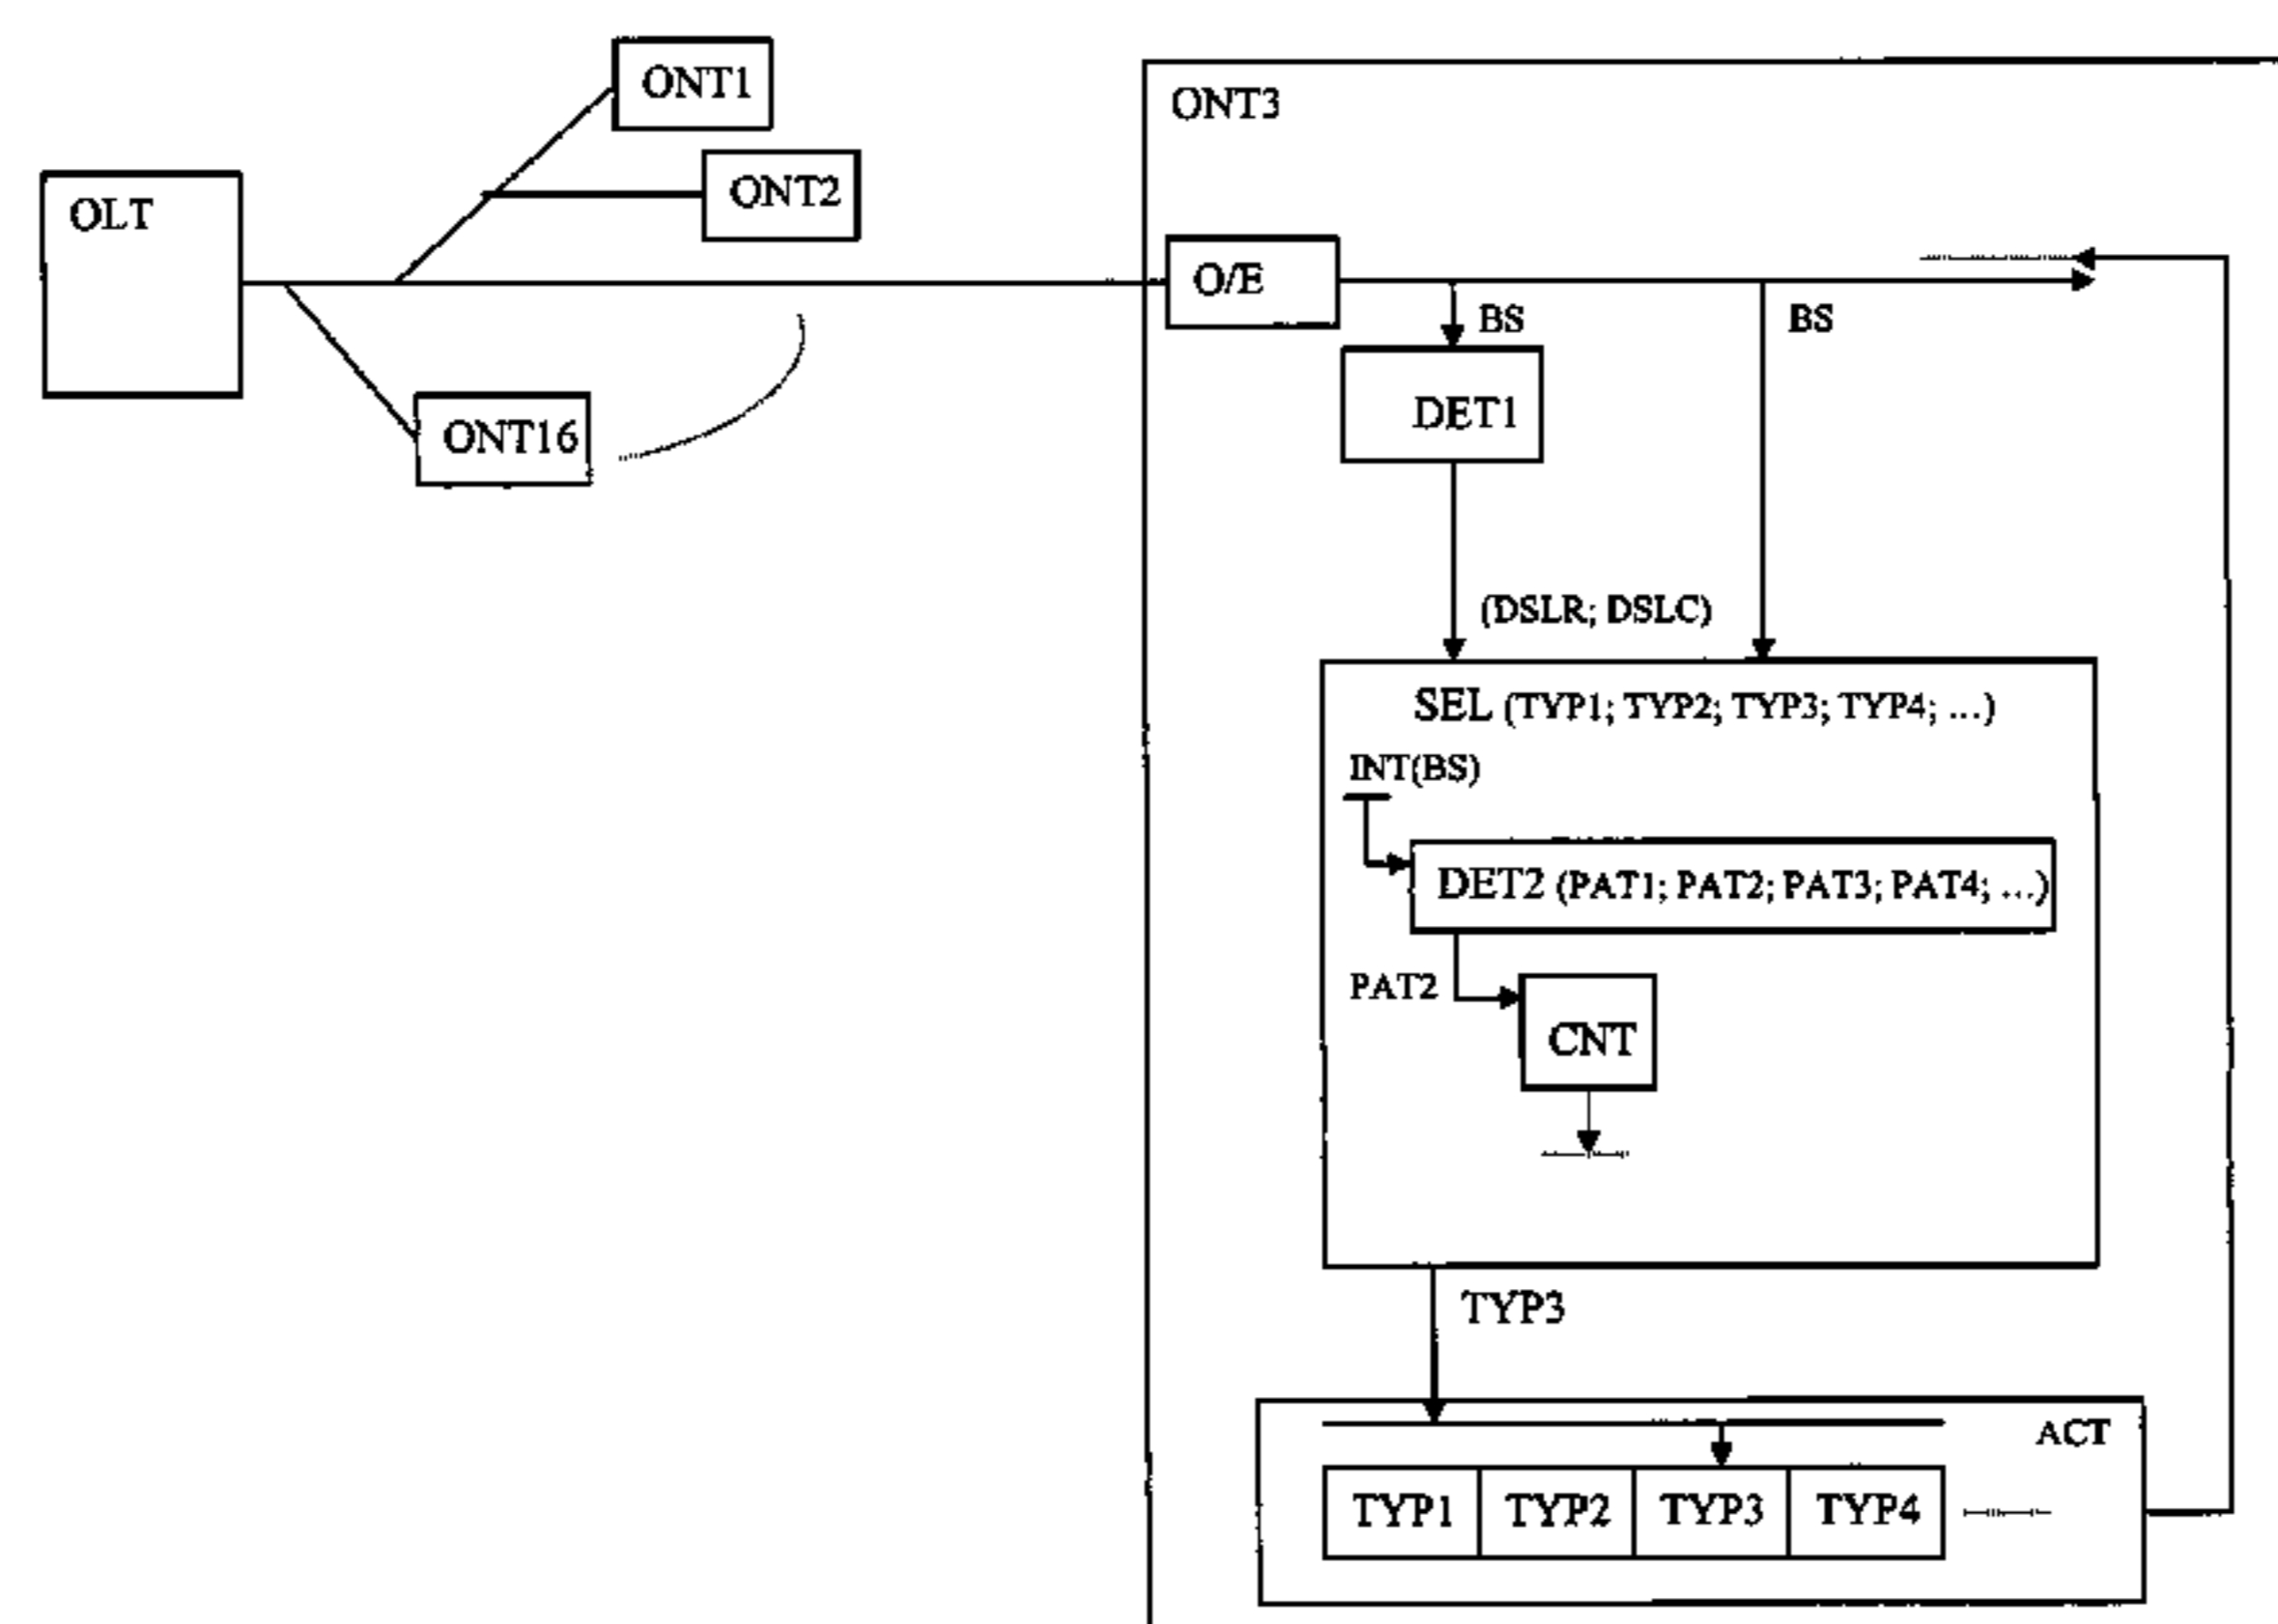 ONT1
ONT3
ONT2
OLT
O/E
BS
BS
DET1
ONT16
(DSLR; DSLC)
SEL (TYP1; TYP2; TYP3; TYP4; ...)
INT(BS)
DET2 (PAT1; PAT2; PAT3; PAT4; ...)
PAT2
CNT
TYP3
ACT
TYP1 TYP2 TYP3 TYP4